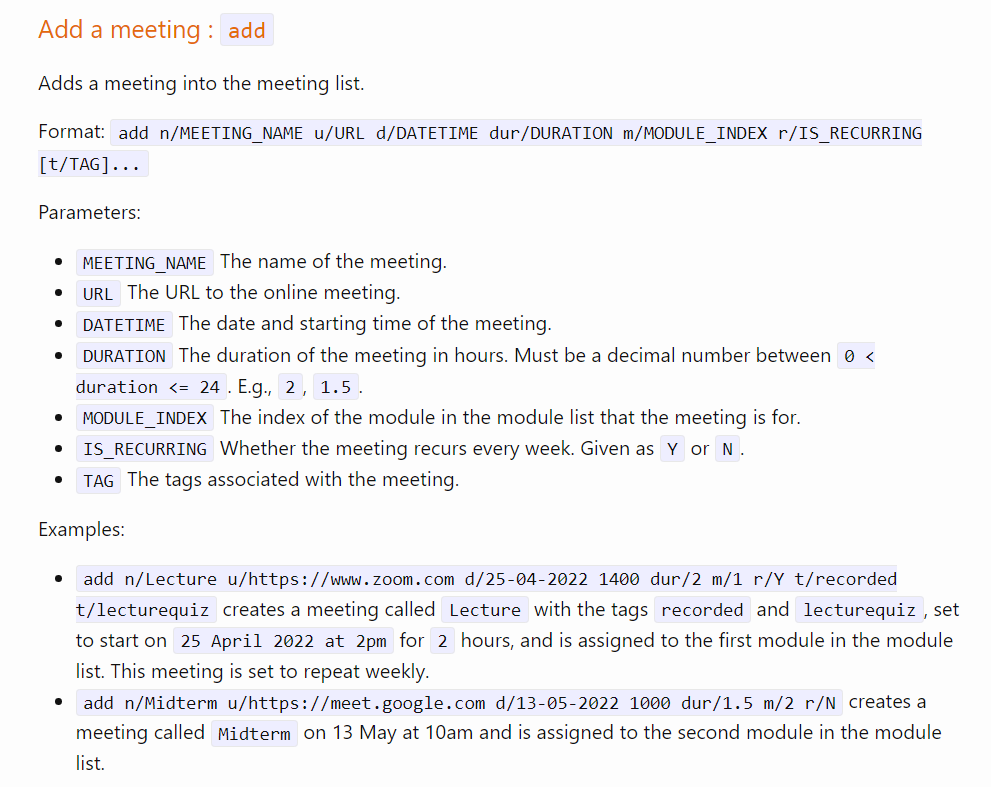 Add a meeting : add
Adds a meeting into the meeting list.
Format: add n/MEETING_NAME u/URL d/DATETIME dur/DURATION m/MODULE_INDEX r/IS_RECURRING
[t/TAG]...
Parameters:
• MEETING_NAME The name of the meeting.
• URL The URL to the online meeting.
• DATETIME The date and starting time of the meeting.
• DURATION The duration of the meeting in hours. Must be a decimal number between 0 <
duration <= 24. E.g., 2, 1.5.
• MODULE_INDEX The index of the module in the module list that the meeting is for.
• IS_RECURRING Whether the meeting recurs every week. Given as Y or N.
• TAG The tags associated with the meeting.
Examples:
• add n/Lecture u/https://www.zoom.com d/25-04-2022 1400 dur/2 m/1 r/Y t/recorded
t/lecturequiz creates a meeting called Lecture with the tags recorded and lecturequiz, set
to start on 25 April 2022 at 2pm for 2 hours, and is assigned to the first module in the module
list. This meeting is set to repeat weekly.
• add n/Midterm u/https://meet.google.com d/13-05-2022 1000 dur/1.5 m/2 r/N creates a
meeting called Midterm on 13 May at 10am and is assigned to the second module in the module
list.